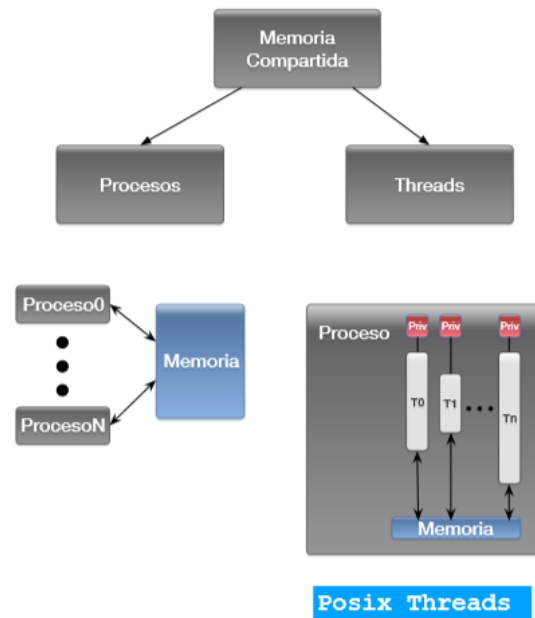 Memoria
Compartida
Procesos
Threads
Proceso0
Memoria
ProcesoN
Proceso
Priv
Priv
Priv
T0
T1
Tn
Memoria
Posix Threads